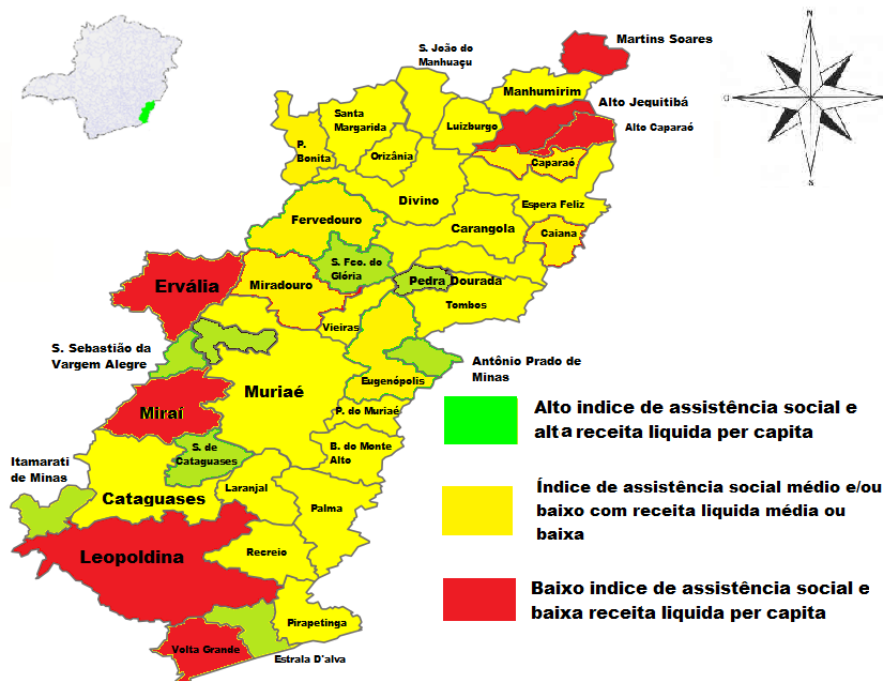 N
Martins Soares
S. João do
Manhuaçu
Manhumirim
Alto Jequitibá
Santa
Margarida
Luizburgo
Alto Caparaó
P.
Bonita
Orizânia
Caparaó
S
Divino
Espera Feliz
Fervedouro
Carangola
Caiana
S. Fco. do
Glória
Ervália
Miradouro
Pedra Dourada
Tombos
Vieiras
S. Sebastião da
Vargem Alegre
Antônio Prado de
Minas
Muriaé
Eugenópolis
Miraí
P. do Muriaé
Alto indice de assistência social e
alta receita liquida per capita
S. de
Cataguases
B. do Monte
Alto
Itamarati
de Minas
Laranjal
Cataguases
Palma
Índice de assistência social médio e/ou
baixo com receita liquida média ou
baixa
Leopoldina
Recreio
Baixo indice de assistência social e
baixa receita liquida per capita
Pirapetinga
Volta Grande
Estrala D'alva